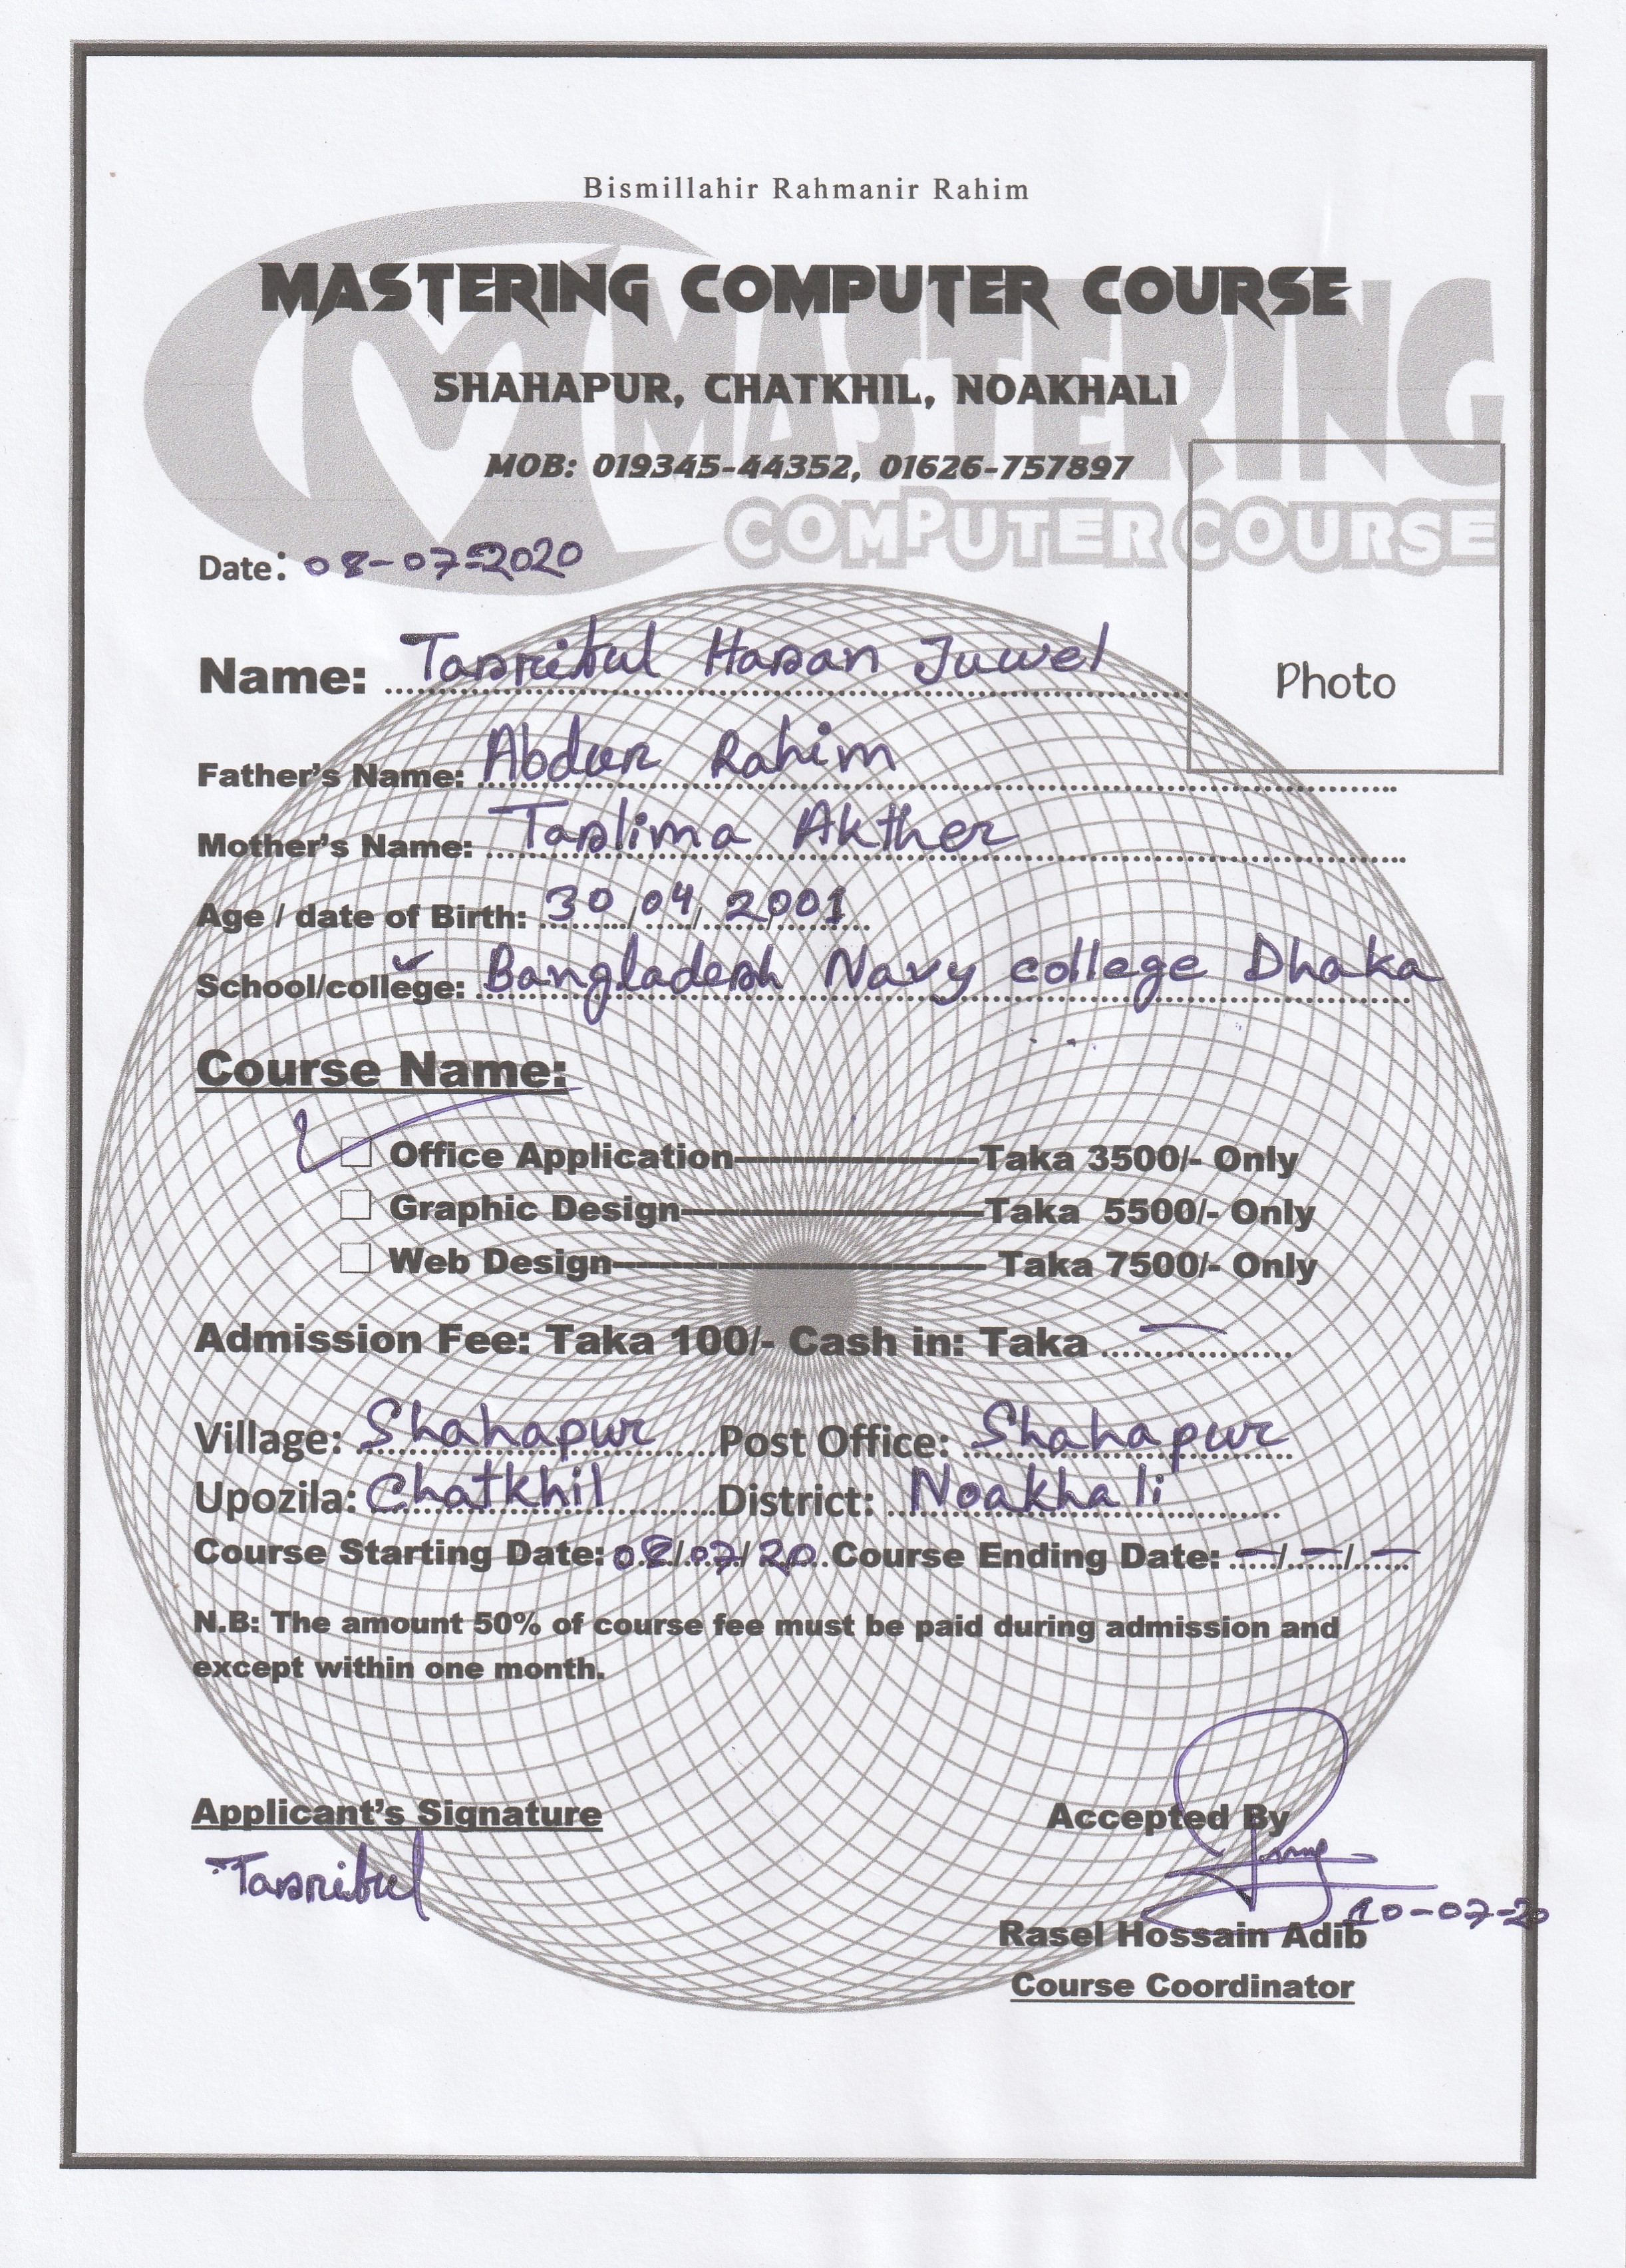 Bismillahir Rahmanir Rahim
MASTERING COMPUTER COURSE
SHAHAPUR, CHATKHIL, NOAKHALI
MOB: 019345-44352, 01626-757897
MASTERING
COMPUTER COURSE
Date: 08-07-2020
Name: Tasribul Hasan Juwel
Photo
Father's Name: Abdur Rahim
Mother's Name: Taslima Akther
Age / date of Birth: 30/04/2001
School/college: Bangladesh Navy college Dhaka
Course Name:
Office Application Taka 3500/- Only
Graphic Design Taka 5500/- Only
Web Design Taka 7500/- Only
Admission Fee: Taka 100/- Cash in: Taka —
Village: Shahapur Post Office: Shahapur
Upozila: Chatkhil District: Noakhali
Course Starting Date: 08/07/20 Course Ending Date: —/—/—
N.B: The amount 50% of course fee must be paid during admission and
except within one month.
Applicant's Signature Accepted By
Tasribul
10-07-20
Rasel Hossain Adib
Course Coordinator